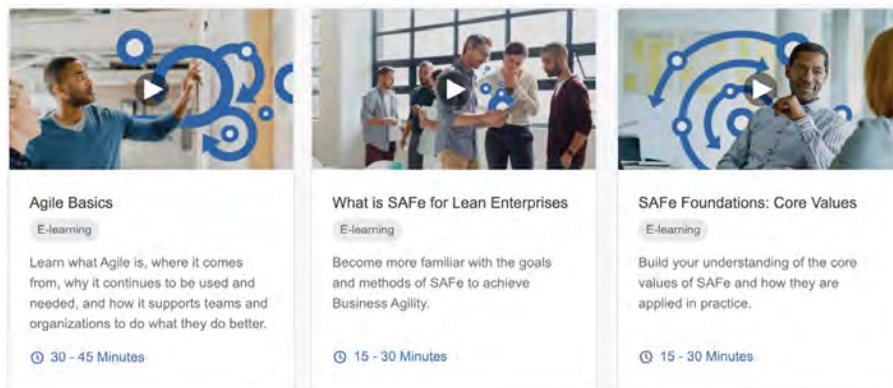 Agile Basics
E-learning
Learn what Agile is, where it comes
from, why it continues to be used and
needed, and how it supports teams and
organizations to do what they do better.
30 - 45 Minutes
What is SAFe for Lean Enterprises
E-learning
Become more familiar with the goals
and methods of SAFe to achieve
Business Agility.
15 - 30 Minutes
SAFe Foundations: Core Values
E-learning
Build your understanding of the core
values of SAFe and how they are
applied in practice.
15 - 30 Minutes